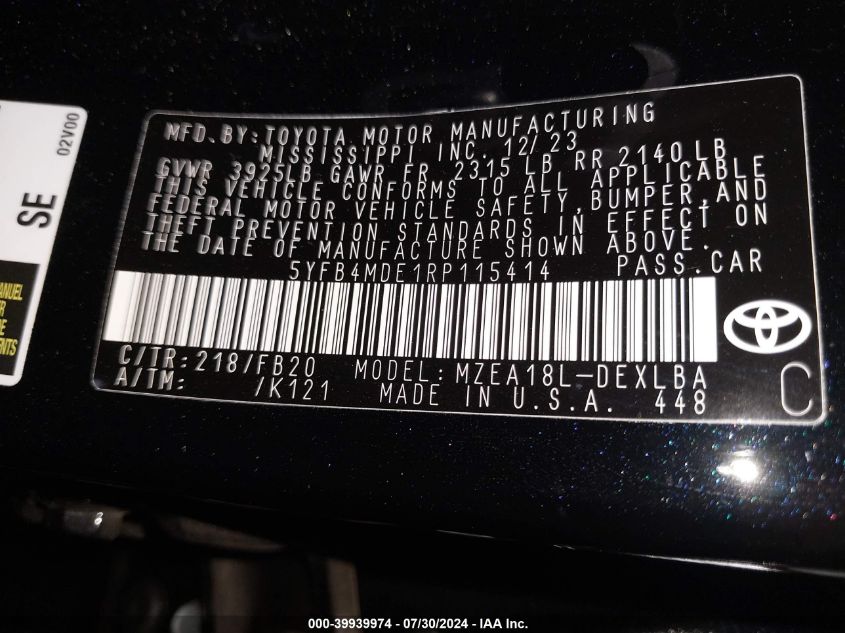 02V00
SE
ANUEL
MFD.BY:TOYOTA MOTOR MANUFACTURING
MISSISSIPPI INC. 12/23
GVWR 3925LB GAWR FR 2315 LB RR 2140LB
THIS VEHICLE CONFORMS TO ALL APPLICABLE
FEDERAL MOTOR VEHICLE SAFETY,BUMPER,AND
THEFT PREVENTION STANDARDS IN EFFECT ON
THE DATE OF MANUFACTURE SHOWN ABOVE.
5YFB4MDE1RP115414 PASS.CAR
C/TR:218/FB20 MODEL:MZEA18L-DEXLBA
A/TM: /K121 MADE IN U.S.A. 448
C
000-39939974 / 07/30/2024 - IAA Inc.